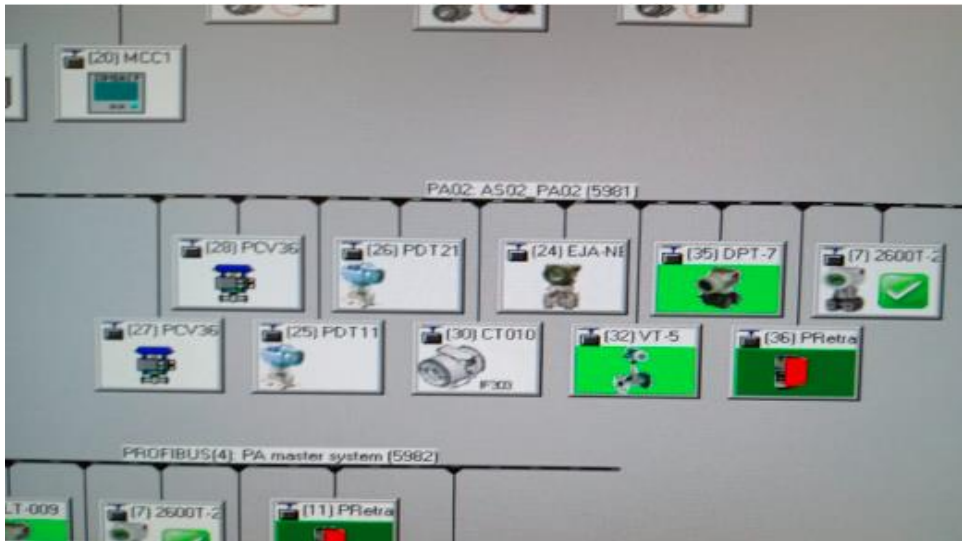 (20) MCC1
PA02: AS02_PA02 (5981)
(28) PCV36
(26) PDT21
(24) EJA-NE
(35) DPT-7
(7) 2600T-2
(27) PCV36
(25) PDT11
(30) CT010
(32) VT-5
(36) PRetra
IF303
PROFIBUS(4): PA master system (5982)
LT-009
(7) 2600T-2
(11) PRetra